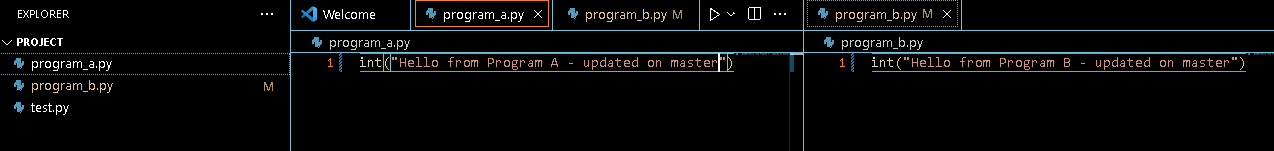 EXPLORER
PROJECT
program_a.py
program_b.py M
test.py
Welcome
program_a.py
program_b.py M
program_a.py
1 int("Hello from Program A - updated on master")
program_b.py M
program_b.py
1 int("Hello from Program B - updated on master")